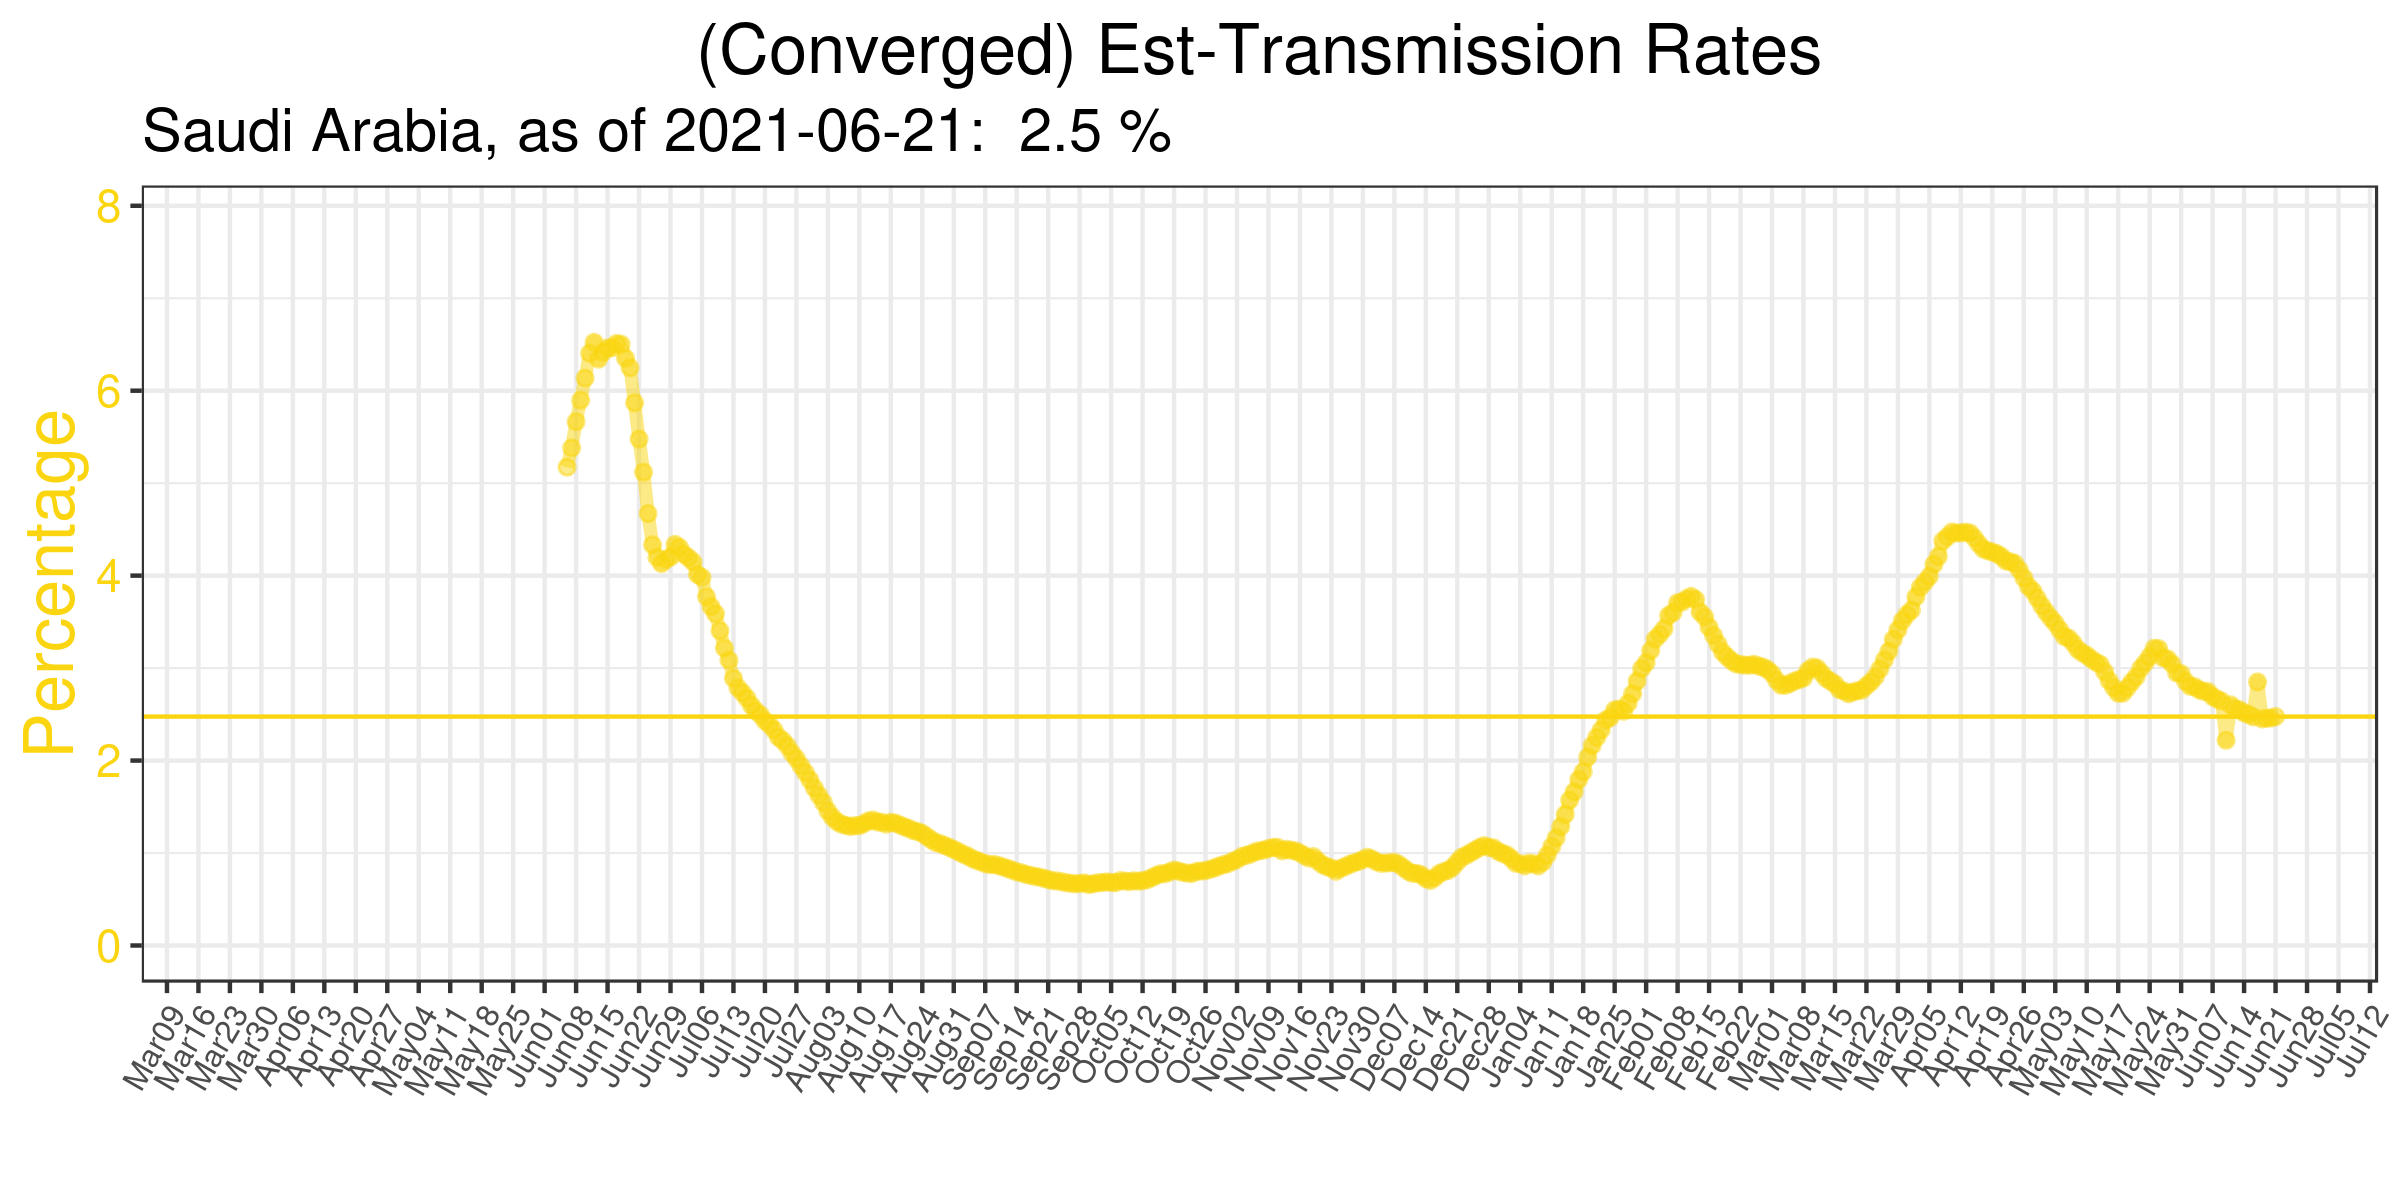 (Converged) Est-Transmission Rates
Saudi Arabia, as of 2021-06-21: 2.5 %
Percentage
8
6
4
2
0
Mar09
Mar16
Mar23
Mar30
Apr06
Apr13
Apr20
Apr27
May04
May11
May18
May25
Jun01
Jun08
Jun15
Jun22
Jun29
Jul06
Jul13
Jul20
Jul27
Aug03
Aug10
Aug17
Aug24
Aug31
Sep07
Sep14
Sep21
Sep28
Oct05
Oct12
Oct19
Oct26
Nov02
Nov09
Nov16
Nov23
Nov30
Dec07
Dec14
Dec21
Dec28
Jan04
Jan11
Jan18
Jan25
Feb01
Feb08
Feb15
Feb22
Mar01
Mar08
Mar15
Mar22
Mar29
Apr05
Apr12
Apr19
Apr26
May03
May10
May17
May24
May31
Jun07
Jun14
Jun21
Jun28
Jul05
Jul12